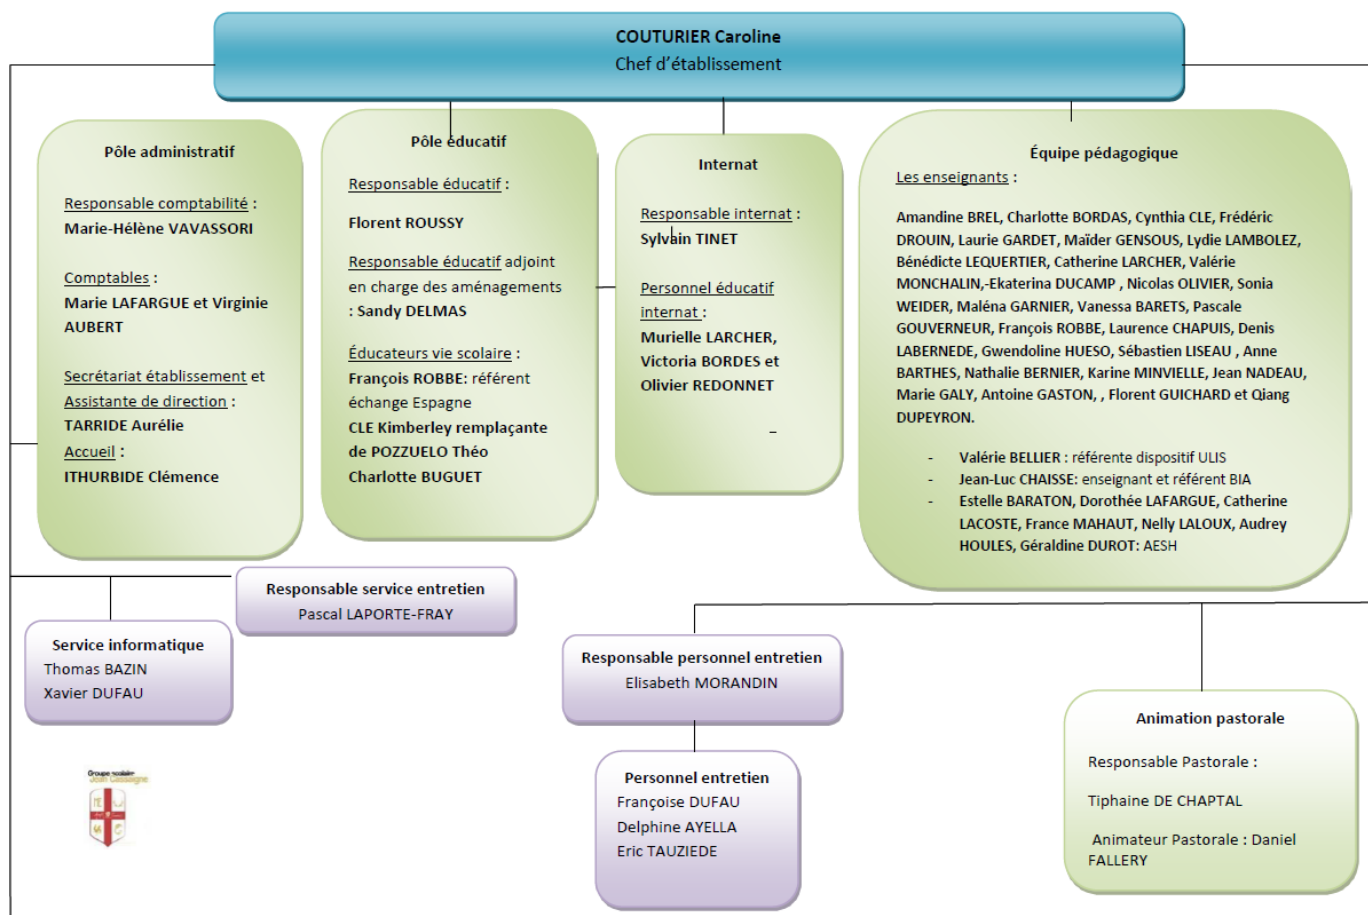 COUTURIER Caroline
Chef d’établissement
Pôle administratif
Responsable comptabilité :
Marie-Hélène VAVASSORI
Comptables :
Marie LAFARGUE et Virginie
AUBERT
Secrétariat établissement et
Assistante de direction :
TARRIDE Aurélie
Accueil :
ITHURBIDE Clémence
Pôle éducatif
Responsable éducatif :
Florent ROUSSY
Responsable éducatif adjoint
en charge des aménagements
: Sandy DELMAS
Éducateurs vie scolaire :
François ROBBE: référent
échange Espagne
CLE Kimberley remplaçante
de POZZUELO Théo
Charlotte BUGUET
Internat
Responsable internat :
Sylvain TINET
Personnel éducatif
internat :
Murielle LARCHER,
Victoria BORDES et
Olivier REDONNET
–
Équipe pédagogique
Les enseignants :
Amandine BREL, Charlotte BORDAS, Cynthia CLE, Frédéric
DROUIN, Laurie GARDET, Maïder GENSOUS, Lydie LAMBOLEZ,
Bénédicte LEQUERTIER, Catherine LARCHER, Valérie
MONCHALIN,-Ekaterina DUCAMP , Nicolas OLIVIER, Sonia
WEIDER, Maléna GARNIER, Vanessa BARETS, Pascale
GOUVERNEUR, François ROBBE, Laurence CHAPUIS, Denis
LABERNEDE, Gwendoline HUESO, Sébastien LISEAU , Anne
BARTHES, Nathalie BERNIER, Karine MINVIELLE, Jean NADEAU,
Marie GALY, Antoine GASTON, , Florent GUICHARD et Qiang
DUPEYRON.
- Valérie BELLIER : référente dispositif ULIS
- Jean-Luc CHAISSE: enseignant et référent BIA
- Estelle BARATON, Dorothée LAFARGUE, Catherine
LACOSTE, France MAHAUT, Nelly LALOUX, Audrey
HOULES, Géraldine DUROT: AESH
Responsable service entretien
Pascal LAPORTE-FRAY
Service informatique
Thomas BAZIN
Xavier DUFAU
Responsable personnel entretien
Elisabeth MORANDIN
Personnel entretien
Françoise DUFAU
Delphine AYELLA
Eric TAUZIEDE
Animation pastorale
Responsable Pastorale :
Tiphaine DE CHAPTAL
Animateur Pastorale : Daniel
FALLERY
Groupe scolaire
Jean Cassaigne